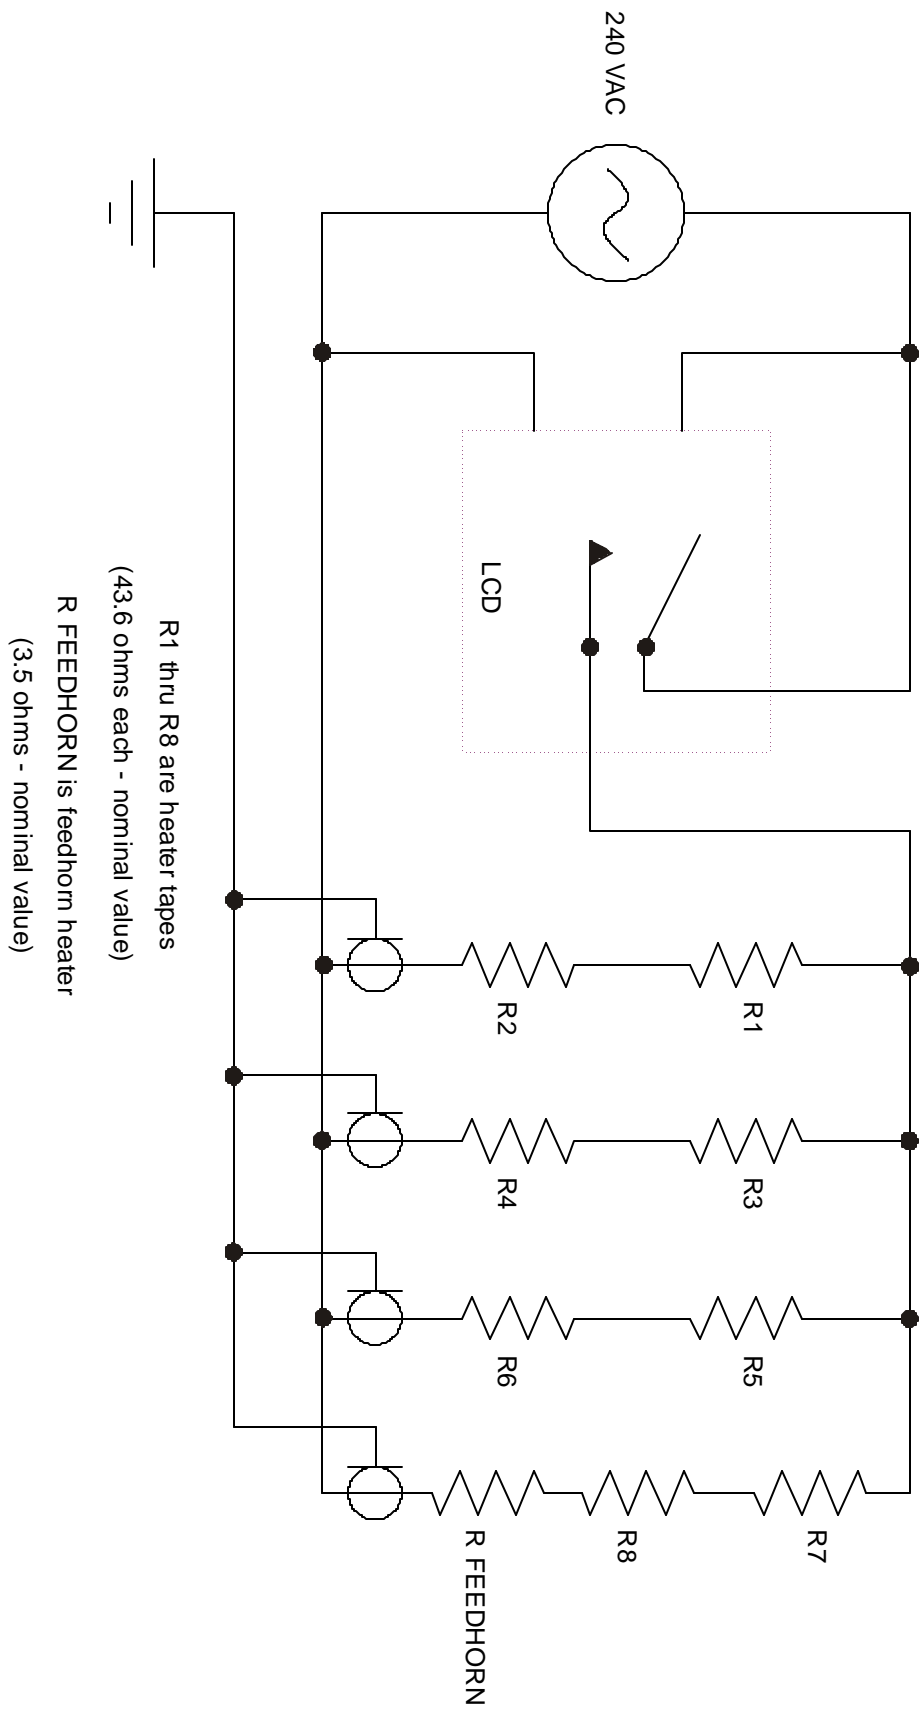 240 VAC
LCD
R1
R2
R3
R4
R5
R6
R7
R8
R FEEDHORN
R1 thru R8 are heater tapes
(43.6 ohms each - nominal value)
R FEEDHORN is feedhorn heater
(3.5 ohms - nominal value)